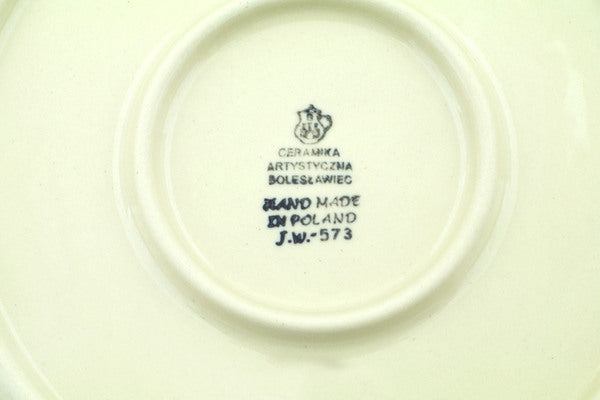 CERAMIKA
ARTYSTYCZNA
BOLESŁAWIEC
HAND MADE
IN POLAND
J.W.-573